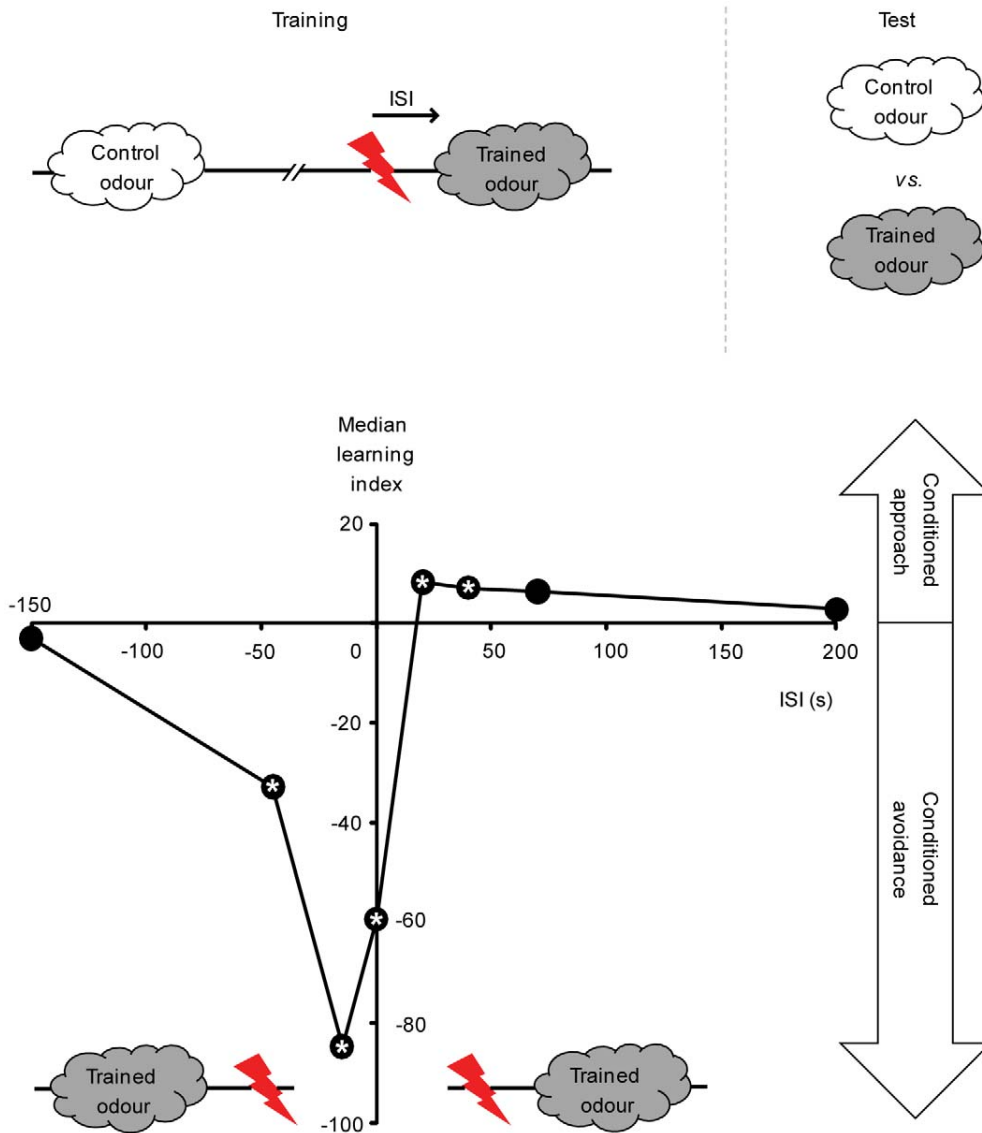 Training
Test
ISI
Control
odour
Trained
odour
Control
odour
vs.
Trained
odour
Median
learning
index
Conditioned
approach
Conditioned
avoidance
20
-150
-100
-50
0
50
100
150
200
ISI (s)
-20
-40
-60
-80
-100
*
*
*
*
*
*
Trained
odour
Trained
odour